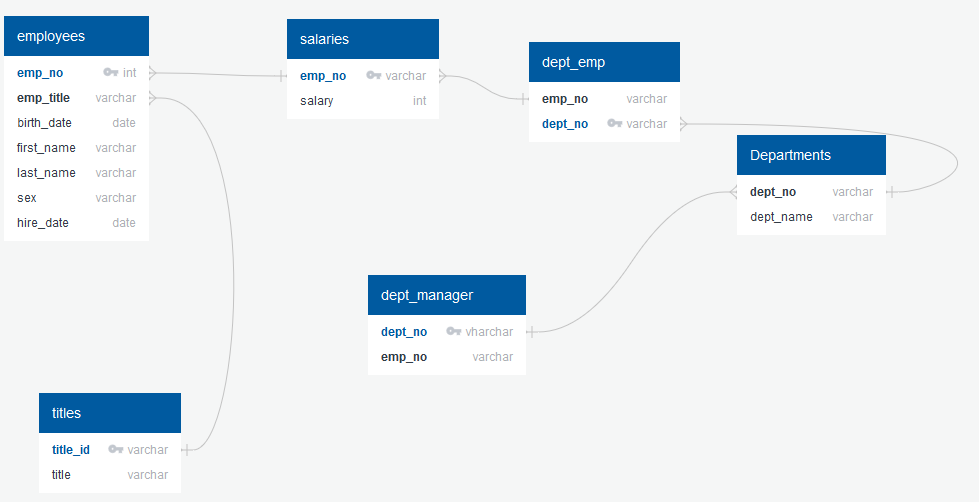 employees
emp_no int
emp_title varchar
birth_date date
first_name varchar
last_name varchar
sex varchar
hire_date date
salaries
emp_no varchar
salary int
dept_emp
emp_no varchar
dept_no varchar
Departments
dept_no varchar
dept_name varchar
dept_manager
dept_no vharchar
emp_no varchar
titles
title_id varchar
title varchar